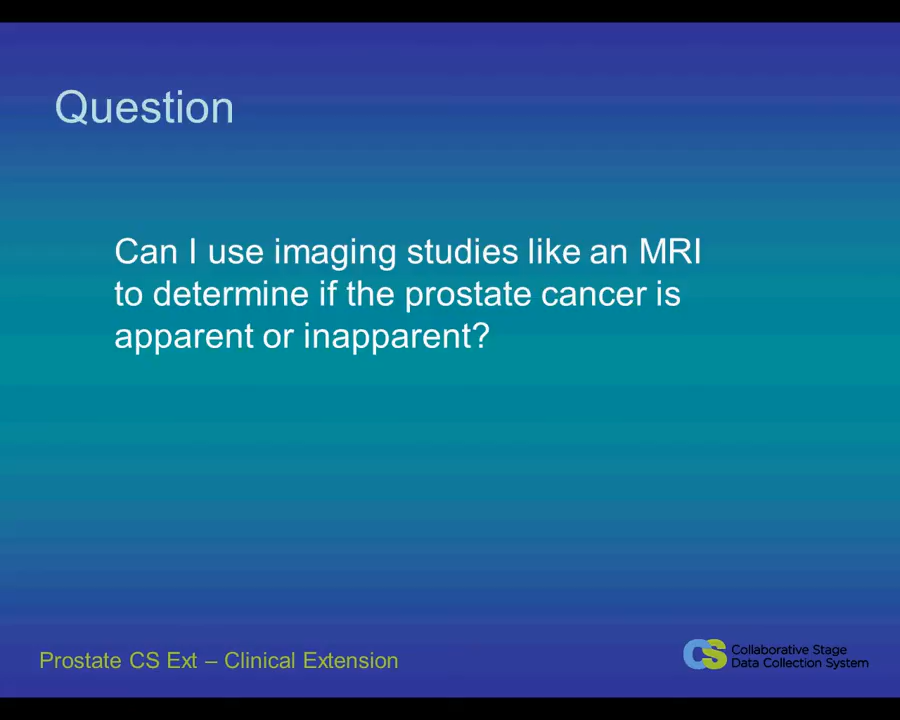 Question
Can I use imaging studies like an MRI
to determine if the prostate cancer is
apparent or inapparent?
Prostate CS Ext – Clinical Extension
CS Collaborative Stage
Data Collection System